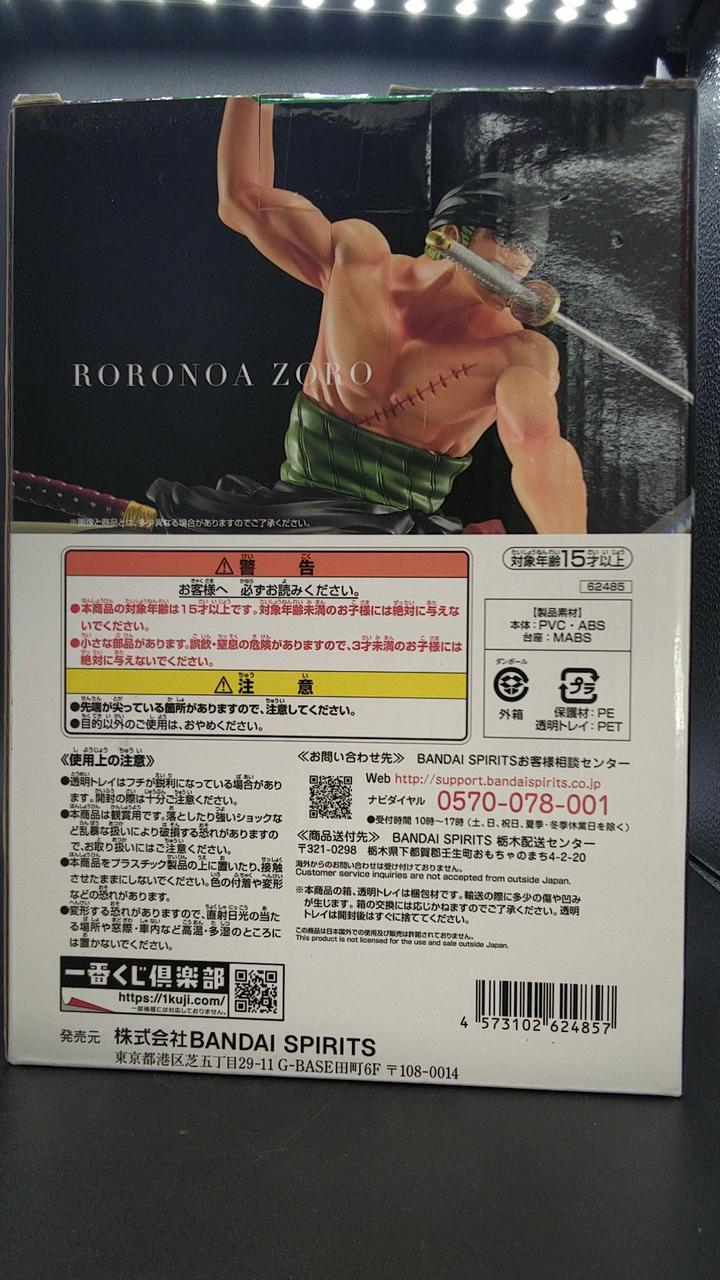 RORONOA ZORO
※画像と商品とは、多少異なる場合がありますのでご了承ください。
⚠警告
お客様へ 必ずお読みください。
●本商品の対象年齢は15才以上です。対象年齢未満のお子様には絶対に与えな
いでください。
●小さな部品があります。誤飲・窒息の危険がありますので、3才未満のお子様には
絶対に与えないでください。
⚠注意
●先端が尖っている箇所がありますので、注意してください。
●目的以外のご使用は、おやめください。
対象年齢15才以上
62485
【製品素材】
本体:PVC・ABS
台座:MABS
ダンボール
外箱
プラ
保護材:PE
透明トレイ:PET
《使用上の注意》
●透明トレイはフチが鋭利になっている場合があり
ます。開封の際は十分ご注意ください。
●本商品は観賞用です。落としたり強いショックな
ど乱暴な扱いにより破損する恐れがありますの
で、お取り扱いにはご注意ください。
●本商品をプラスチック製品の上に置いたり、接触
させたままにしないでください。色の付着や変形
などの恐れがあります。
●変形する恐れがありますので、直射日光の当た
る場所や窓際・車内など高温・多湿のところに
は置かないでください。
≪お問い合わせ先≫ BANDAI SPIRITSお客様相談センター
Web http://support.bandaispirits.co.jp
ナビダイヤル 0570-078-001
●受付時間 10時~17時(土、日、祝日、夏季・冬季休業日を除く)
≪商品送付先≫ BANDAI SPIRITS 栃木配送センター
〒321-0298 栃木県下都賀郡壬生町おもちゃのまち4-2-20
海外からのお問い合わせは受け付けておりません。
Customer service inquiries are not accepted from outside Japan.
※本商品の箱、透明トレイは梱包材です。輸送の際に多少の傷や凹み
が生じます。箱の交換には応じかねますのでご了承ください。透明
トレイは開封後はすぐに捨ててください。
この商品は日本国外での使用及び販売は許諾されておりません。
This product is not licensed for the use and sale outside Japan.
一番くじ倶楽部
https://1kuji.com/
一部機種には対応しておりません。
4 573102 624857
発売元 株式会社BANDAI SPIRITS
東京都港区芝五丁目29-11 G-BASE田町6F 〒108-0014